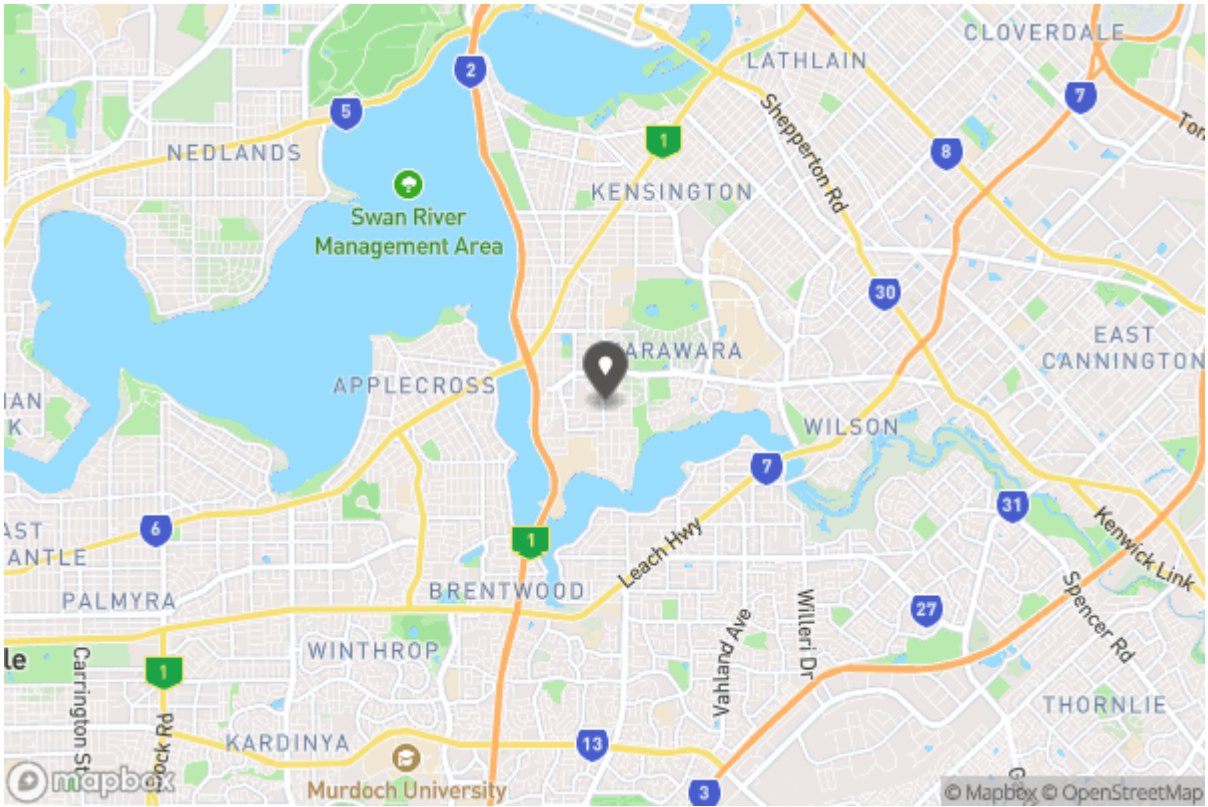 CLOVERDALE
LATHLAIN
2
7
5
Shepperton Rd
1
8
NEDLANDS
KENSINGTON
Swan River
Management Area
30
EAST
CANNINGTON
ARAWARA
APPLECROSS
WILSON
7
31
6
1
Leach Hwy
Kenwick Link
BRENTWOOD
PALMYRA
27
Spencer Rd
Willeri Dr
Vahland Ave
WINTHROP
le
1
Carrington St
THORNLIE
KARDINYA
13
Murdoch University
3
mapbox
© Mapbox © OpenStreetMap